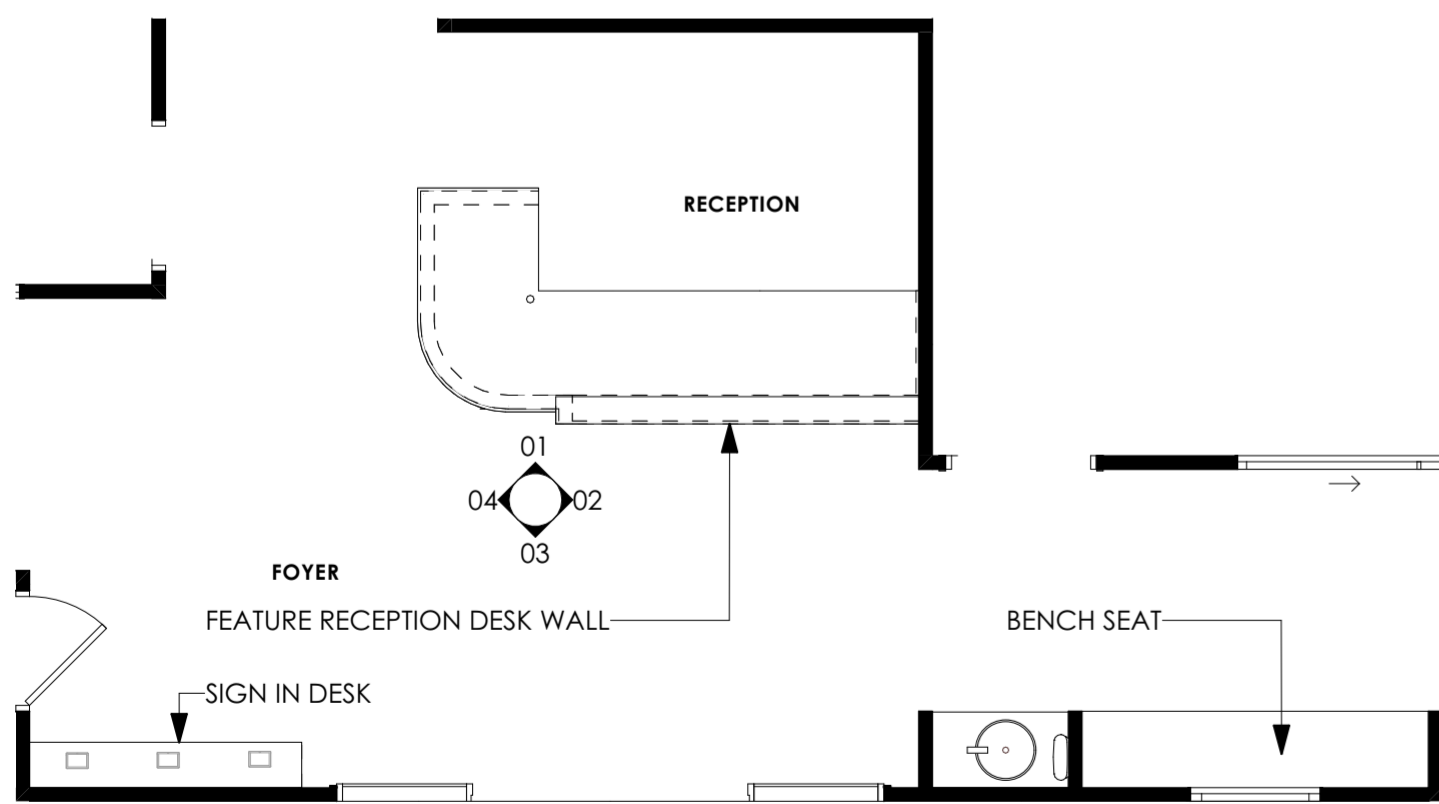 RECEPTION
01
04 02
03
FOYER
FEATURE RECEPTION DESK WALL
BENCH SEAT
SIGN IN DESK